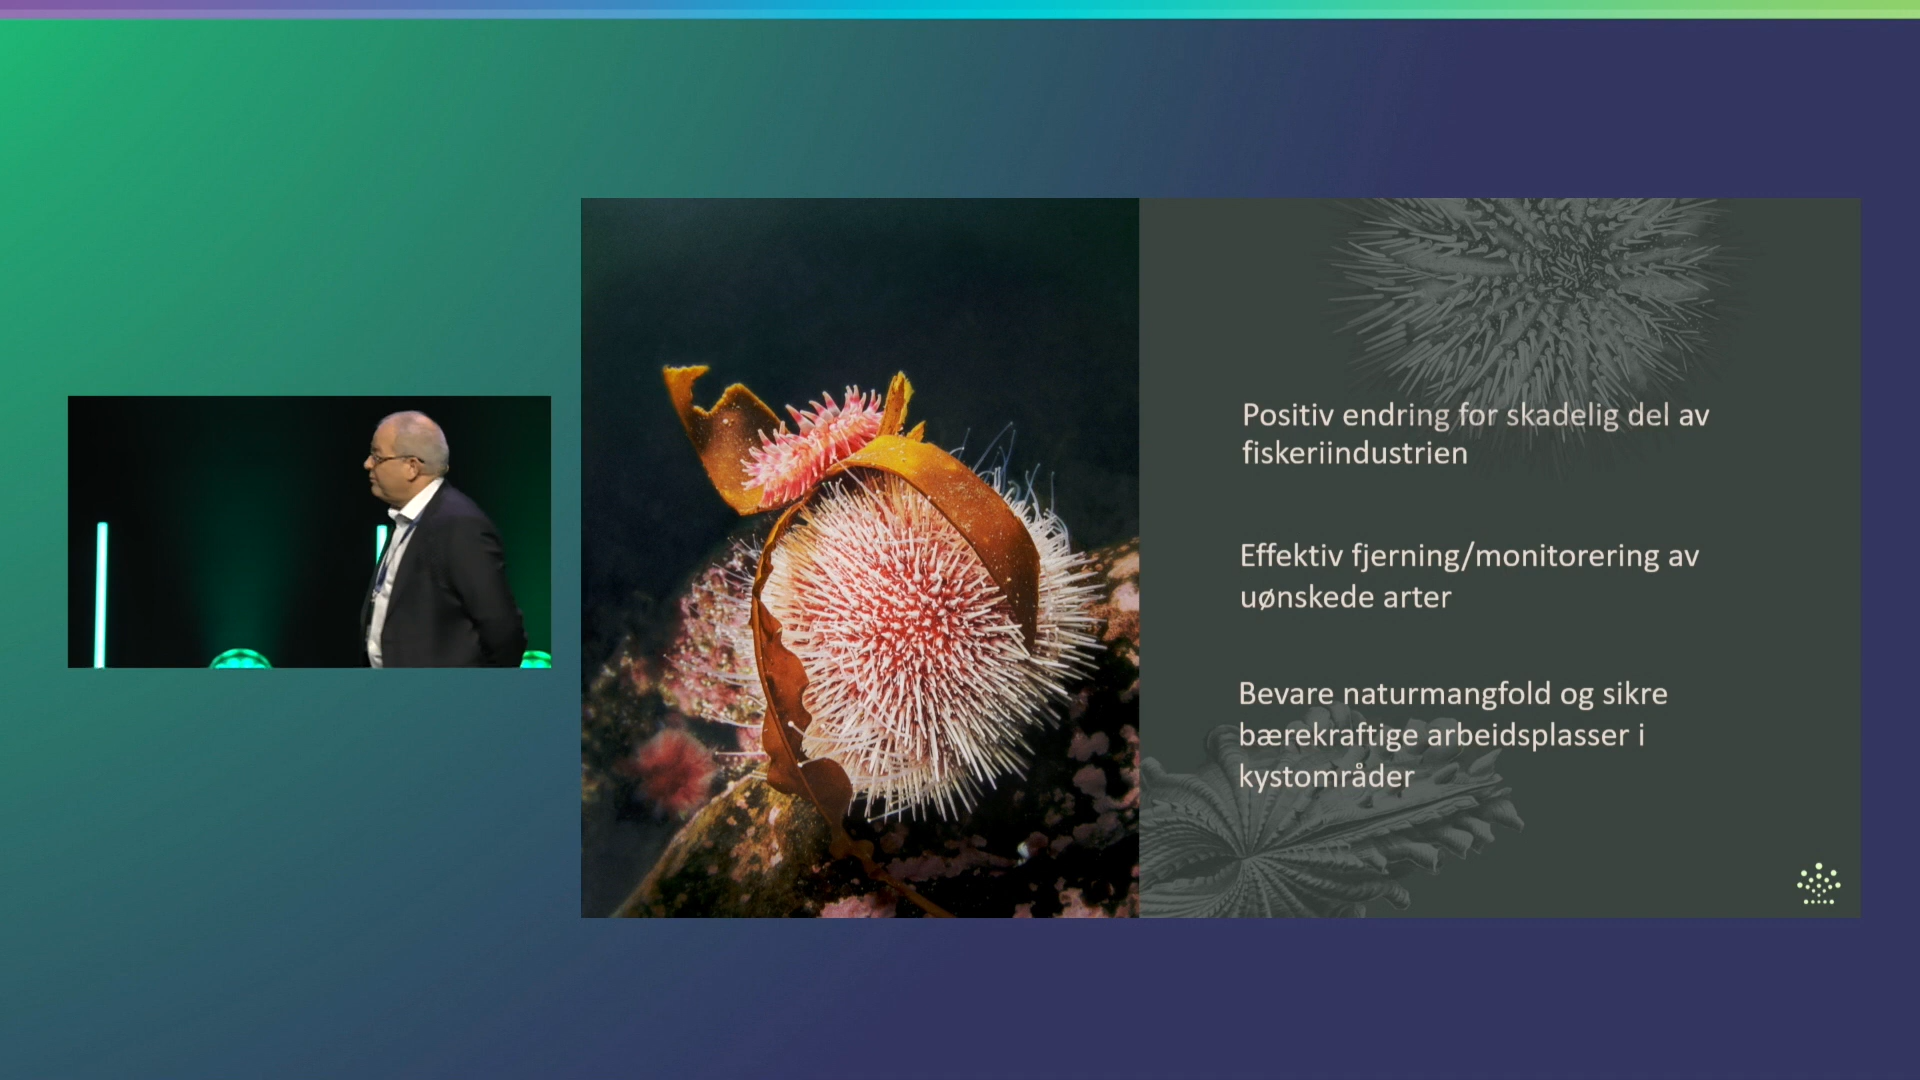 Positiv endring for skadelig del av
fiskeriindustrien
Effektiv fjerning/monitorering av
uønskede arter
Bevare naturmangfold og sikre
bærekraftige arbeidsplasser i
kystområder